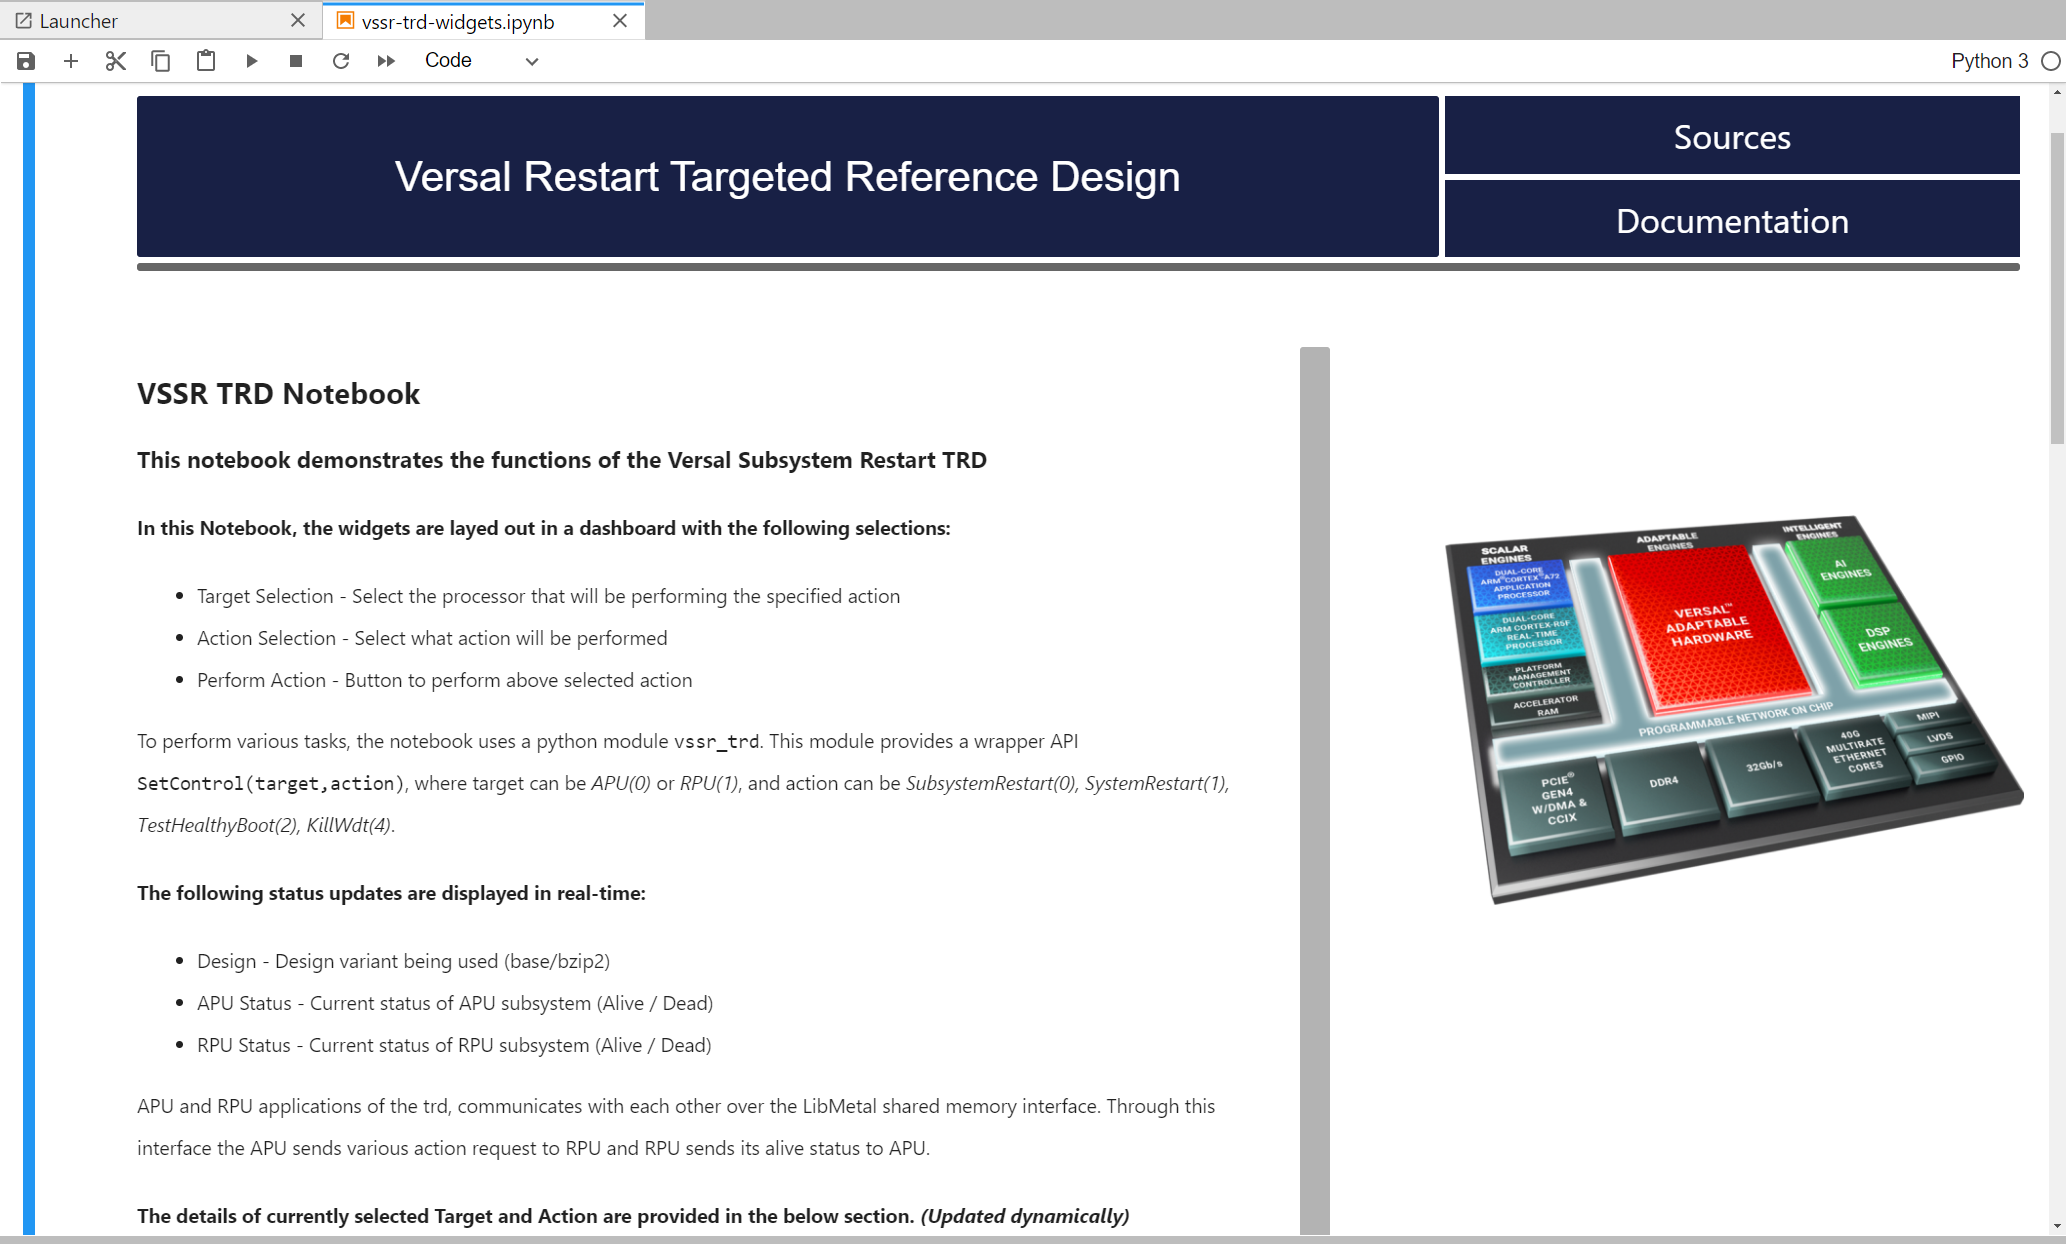 Launcher
vssr-trd-widgets.ipynb
Code
Python 3
Versal Restart Targeted Reference Design
Sources
Documentation
VSSR TRD Notebook
This notebook demonstrates the functions of the Versal Subsystem Restart TRD
In this Notebook, the widgets are layed out in a dashboard with the following selections:
• Target Selection - Select the processor that will be performing the specified action
• Action Selection - Select what action will be performed
• Perform Action - Button to perform above selected action
To perform various tasks, the notebook uses a python module vssr_trd. This module provides a wrapper API
SetControl(target,action), where target can be APU(0) or RPU(1), and action can be SubsystemRestart(0), SystemRestart(1),
TestHealthyBoot(2), KillWdt(4).
The following status updates are displayed in real-time:
• Design - Design variant being used (base/bzip2)
• APU Status - Current status of APU subsystem (Alive / Dead)
• RPU Status - Current status of RPU subsystem (Alive / Dead)
APU and RPU applications of the trd, communicates with each other over the LibMetal shared memory interface. Through this
interface the APU sends various action request to RPU and RPU sends its alive status to APU.
The details of currently selected Target and Action are provided in the below section. (Updated dynamically)
SCALAR
ENGINES
DUAL-CORE
ARM® CORTEX®-A72
APPLICATION
PROCESSOR
DUAL-CORE
ARM CORTEX-R5F
REAL-TIME
PROCESSOR
PLATFORM
MANAGEMENT
CONTROLLER
ACCELERATOR
RAM
ADAPTABLE
ENGINES
VERSAL™
ADAPTABLE
HARDWARE
INTELLIGENT
ENGINES
AI
ENGINES
DSP
ENGINES
PROGRAMMABLE NETWORK ON CHIP
PCIE®
GEN4
W/DMA &
CCIX
DDR4
32Gb/s
40G
MULTIRATE
ETHERNET
CORES
MIPI
LVDS
GPIO